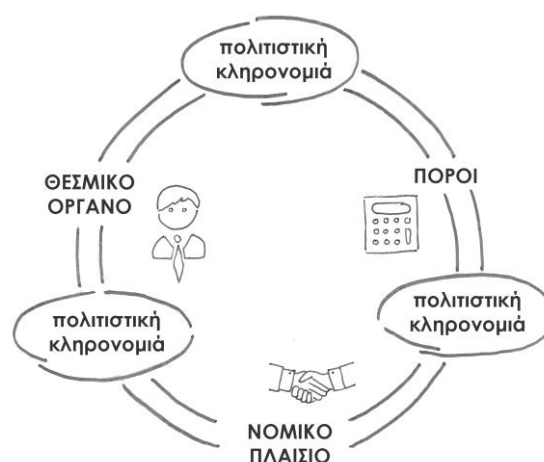 πολιτιστική
κληρονομιά
ΘΕΣΜΙΚΟ
ΟΡΓΑΝΟ
ΠΟΡΟΙ
πολιτιστική
κληρονομιά
πολιτιστική
κληρονομιά
ΝΟΜΙΚΟ
ΠΛΑΙΣΙΟ